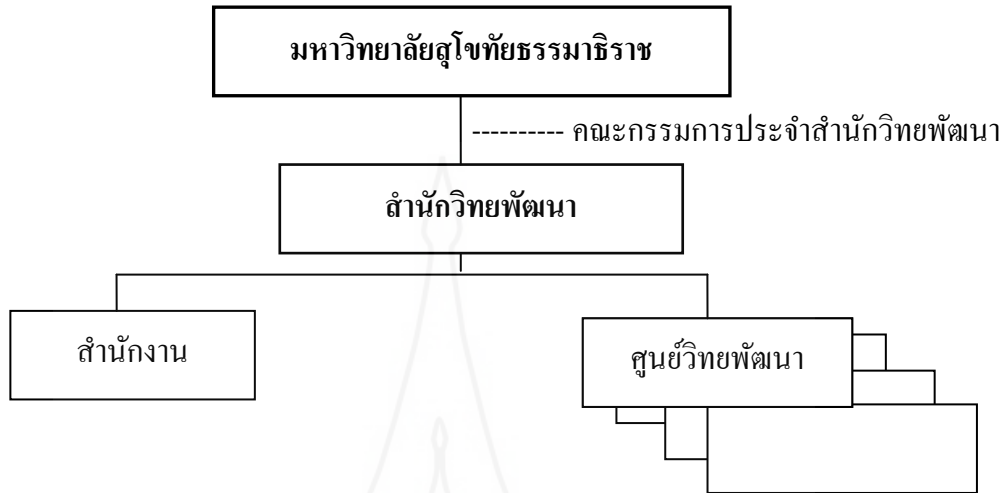 มหาวิทยาลัยสุโขทัยธรรมาธิราช
---------- คณะกรรมการประจำสำนักวิทยพัฒนา
สำนักวิทยพัฒนา
สำนักงาน
ศูนย์วิทยพัฒนา